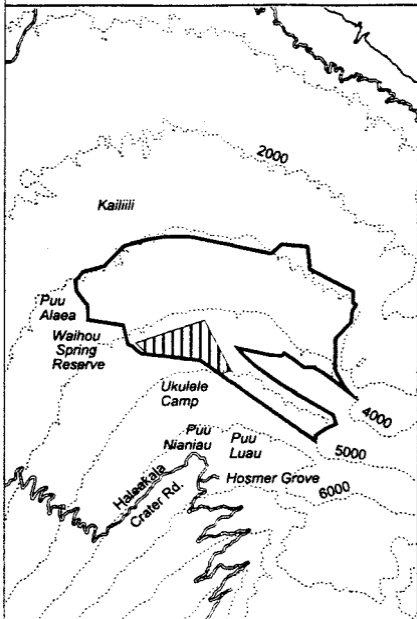 2000
Kailiili
Puu
Alaea
Waihou
Spring
Reserve
Ukulele
Camp
4000
Puu
Nianiau
Puu
Luau
5000
Hosmer Grove
6000
Haleakala
Crater Rd.